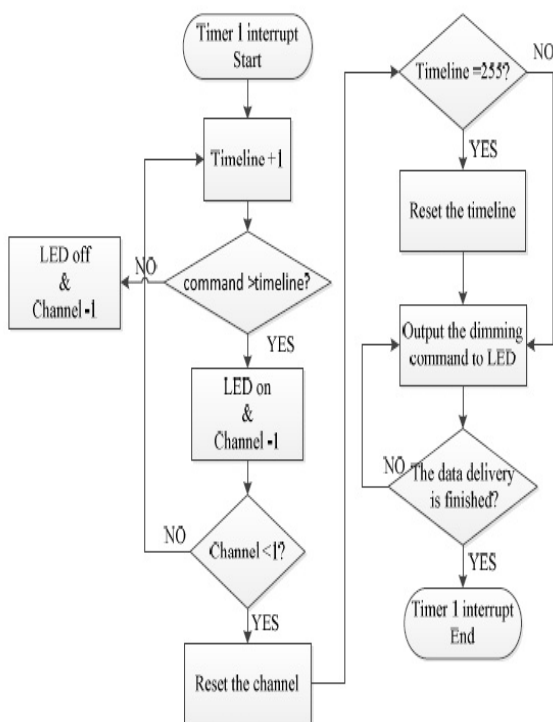 Timer 1 interrupt
Start
Timeline +1
command >timeline?
NO
LED off
&
Channel -1
YES
LED on
&
Channel -1
Channel <1?
NO
YES
Reset the channel
Timeline =255?
NO
YES
Reset the timeline
Output the dimming
command to LED
The data delivery
is finished?
NO
YES
Timer 1 interrupt
End